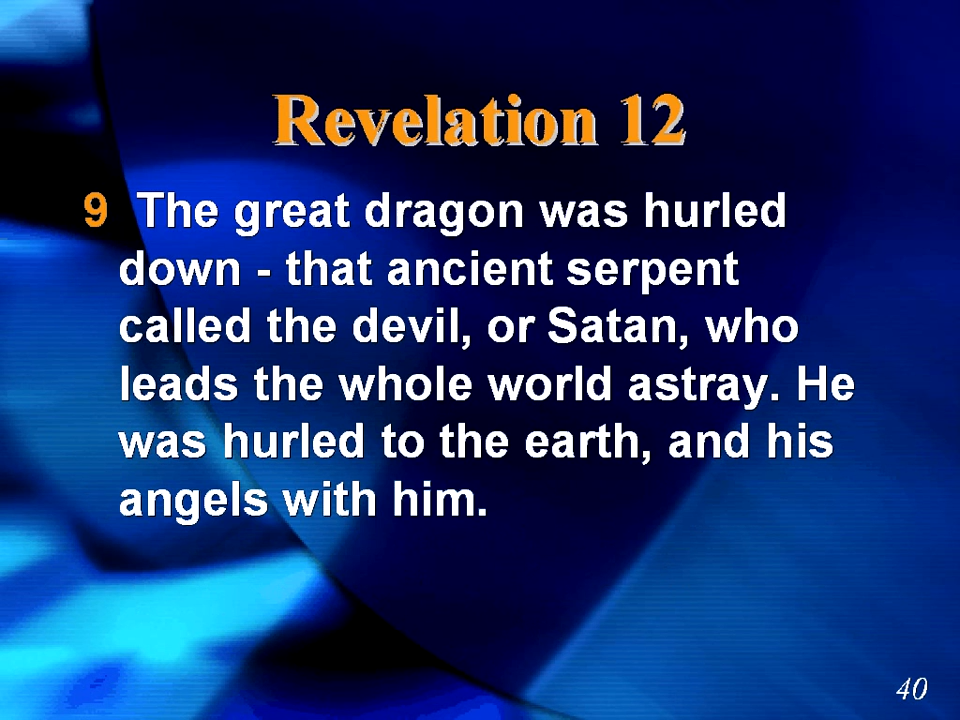 Revelation 12
9 The great dragon was hurled
down - that ancient serpent
called the devil, or Satan, who
leads the whole world astray. He
was hurled to the earth, and his
angels with him.
40